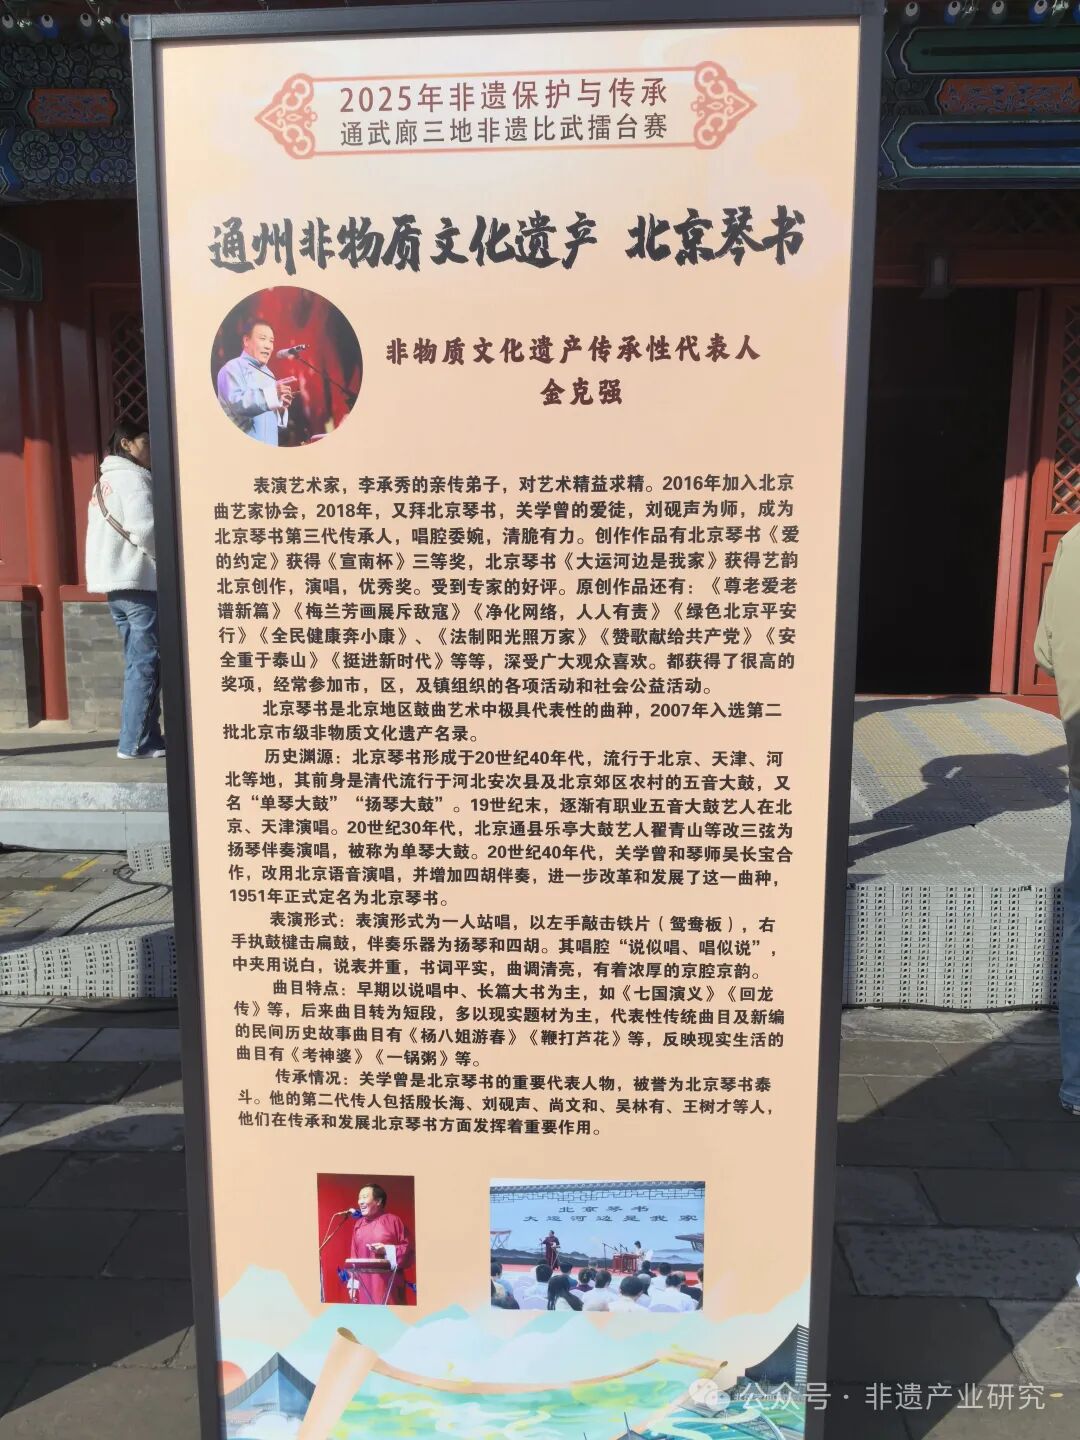 2025年非遗保护与传承
通武廊三地非遗比武擂台赛
通州非物质文化遗产 北京琴书
非物质文化遗产传承性代表人
金克强
表演艺术家，李承秀的亲传弟子，对艺术精益求精。2016年加入北京
曲艺家协会，2018年，又拜北京琴书，关学曾的爱徒，刘砚声为师，成为
北京琴书第三代传承人，唱腔委婉，清脆有力。创作作品有北京琴书《爱
的约定》获得《宣南杯》三等奖，北京琴书《大运河边是我家》获得艺韵
北京创作，演唱，优秀奖。受到专家的好评。原创作品还有：《尊老爱老
谱新篇》《梅兰芳画展斥敌寇》《净化网络，人人有责》《绿色北京平安
行》《全民健康奔小康》、《法制阳光照万家》《赞歌献给共产党》《安
全重于泰山》《挺进新时代》等等，深受广大观众喜欢。都获得了很高的
奖项，经常参加市，区，及镇组织的各项活动和社会公益活动。
北京琴书是北京地区鼓曲艺术中极具代表性的曲种，2007年入选第二
批北京市级非物质文化遗产名录。
历史渊源：北京琴书形成于20世纪40年代，流行于北京、天津、河
北等地，其前身是清代流行于河北安次县及北京郊区农村的五音大鼓，又
名“单琴大鼓”“扬琴大鼓”。19世纪末，逐渐有职业五音大鼓艺人在北
京、天津演唱。20世纪30年代，北京通县乐亭大鼓艺人翟青山等改三弦为
扬琴伴奏演唱，被称为单琴大鼓。20世纪40年代，关学曾和琴师吴长宝合
作，改用北京语音演唱，并增加四胡伴奏，进一步改革和发展了这一曲种，
1951年正式定名为北京琴书。
表演形式：表演形式为一人站唱，以左手敲击铁片（鸳鸯板），右
手执鼓键击扁鼓，伴奏乐器为扬琴和四胡。其唱腔“说似唱、唱似说”，
中夹用说白，说表并重，书词平实，曲调清亮，有着浓厚的京腔京韵。
曲目特点：早期以说唱中、长篇大书为主，如《七国演义》《回龙
传》等，后来曲目转为短段，多以现实题材为主，代表性传统曲目及新编
的民间历史故事曲目有《杨八姐游春》《鞭打芦花》等，反映现实生活的
曲目有《考神婆》《一锅粥》等。
传承情况：关学曾是北京琴书的重要代表人物，被誉为北京琴书泰
斗。他的第二代传人包括殷长海、刘砚声、尚文和、吴林有、王树才等人，
他们在传承和发展北京琴书方面发挥着重要作用。
北京琴书
大运河边是我家
公众号·非遗产业研究